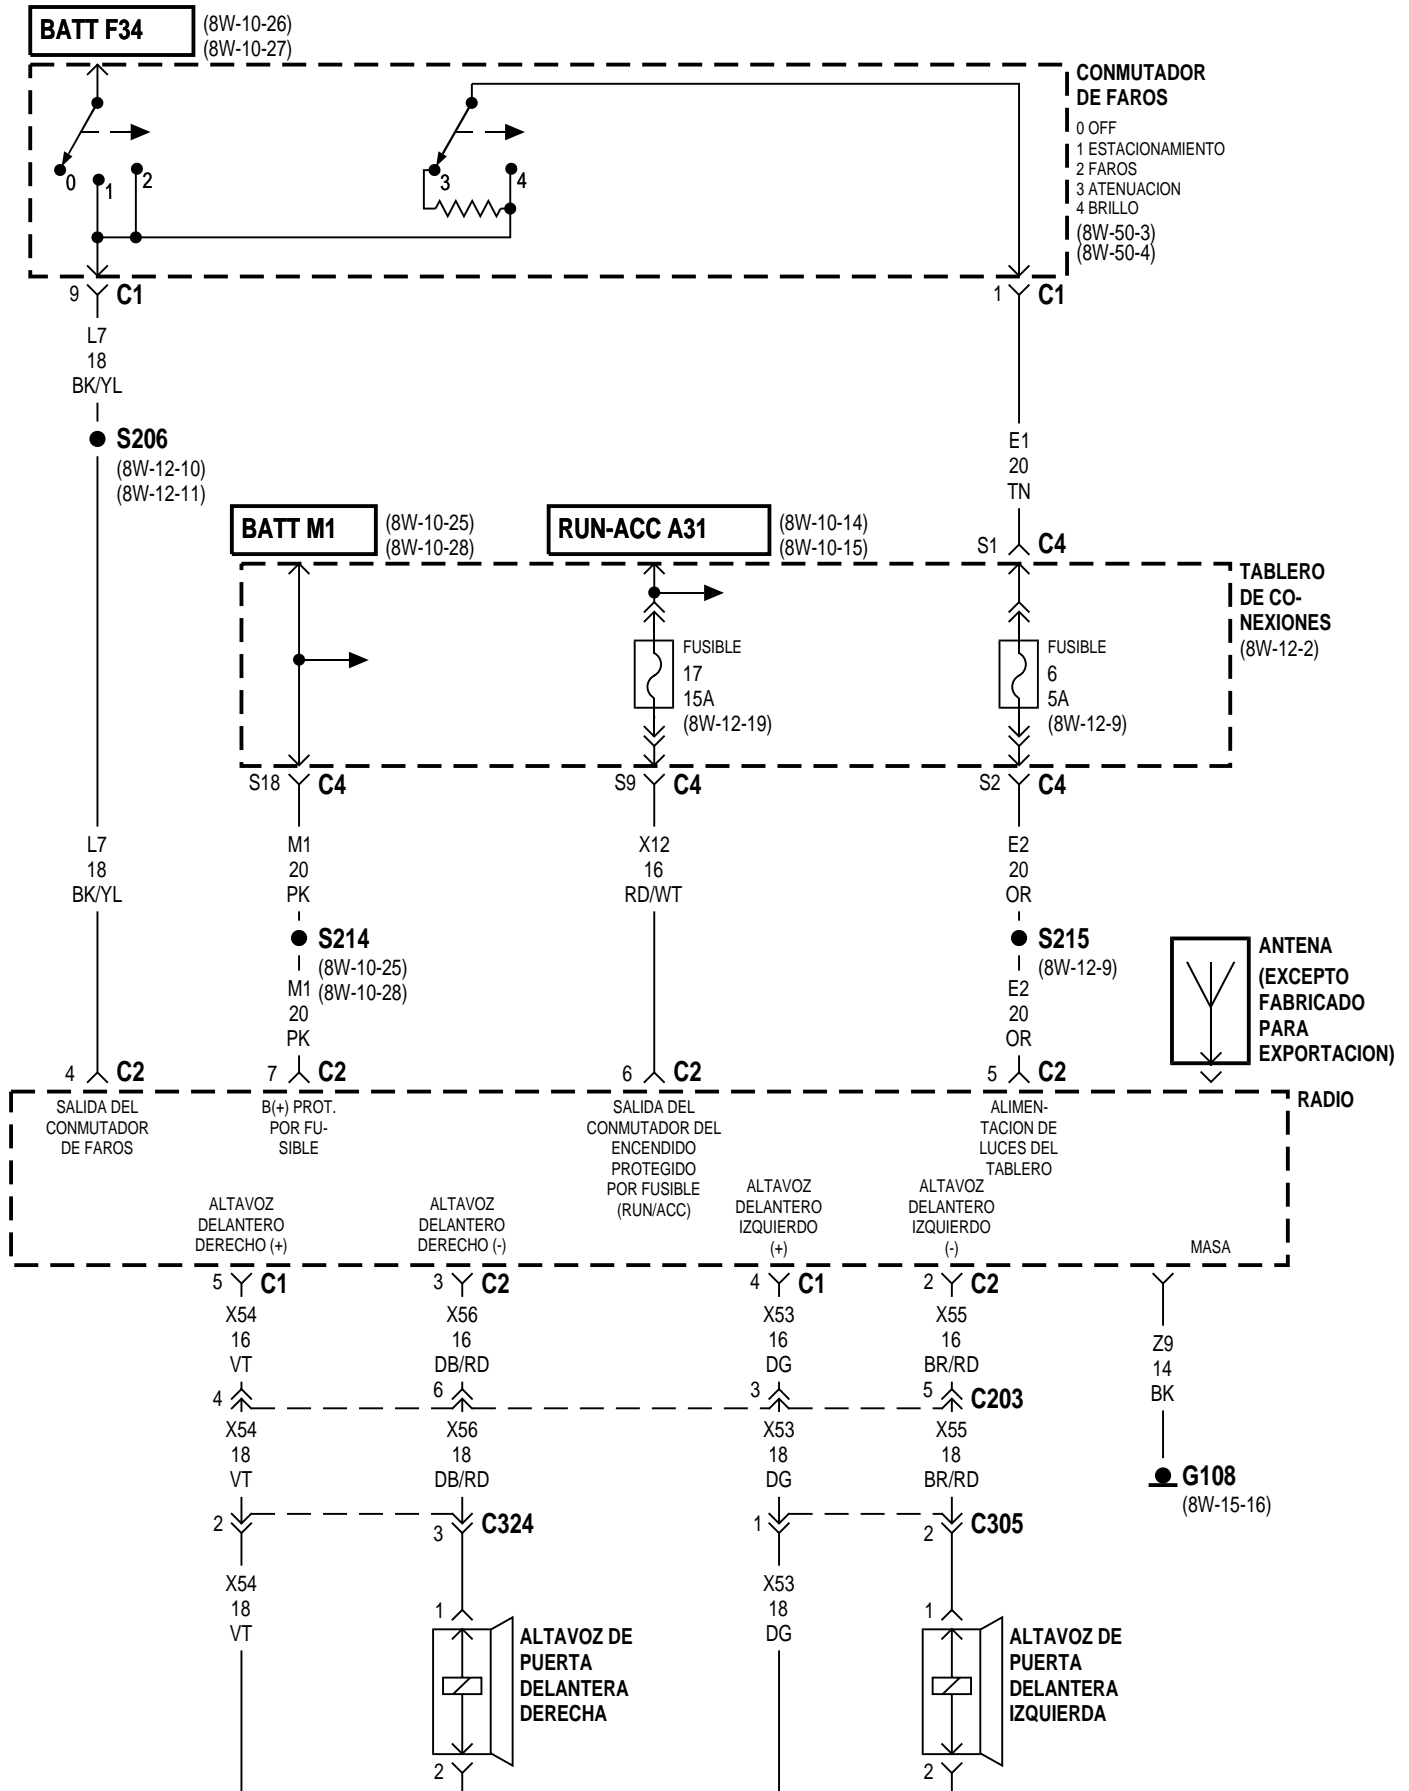 BATT F34
(8W-10-26)
(8W-10-27)
CONMUTADOR
DE FAROS
0 OFF
1 ESTACIONAMIENTO
2 FAROS
3 ATENUACION
4 BRILLO
(8W-50-3)
(8W-50-4)
0
1
2
3
4
9
C1
1
C1
L7
18
BK/YL
S206
(8W-12-10)
(8W-12-11)
E1
20
TN
BATT M1
(8W-10-25)
(8W-10-28)
RUN-ACC A31
(8W-10-14)
(8W-10-15)
S1
C4
TABLERO
DE CO-
NEXIONES
(8W-12-2)
FUSIBLE
17
15A
(8W-12-19)
FUSIBLE
6
5A
(8W-12-9)
S18
C4
S9
C4
S2
C4
L7
18
BK/YL
M1
20
PK
X12
16
RD/WT
E2
20
OR
S214
(8W-10-25)
(8W-10-28)
M1
20
PK
S215
(8W-12-9)
E2
20
OR
ANTENA
(EXCEPTO
FABRICADO
PARA
EXPORTACION)
4
C2
7
C2
6
C2
5
C2
RADIO
SALIDA DEL
CONMUTADOR
DE FAROS
B(+) PROT.
POR FU-
SIBLE
SALIDA DEL
CONMUTADOR DEL
ENCENDIDO
PROTEGIDO
POR FUSIBLE
(RUN/ACC)
ALIMEN-
TACION DE
LUCES DEL
TABLERO
ALTAVOZ
DELANTERO
DERECHO (+)
ALTAVOZ
DELANTERO
DERECHO (-)
ALTAVOZ
DELANTERO
IZQUIERDO
(+)
ALTAVOZ
DELANTERO
IZQUIERDO
(-)
MASA
5
C1
3
C2
4
C1
2
C2
X54
16
VT
X56
16
DB/RD
X53
16
DG
X55
16
BR/RD
Z9
14
BK
4
6
3
5
C203
X54
18
VT
X56
18
DB/RD
X53
18
DG
X55
18
BR/RD
G108
(8W-15-16)
2
3
C324
1
2
C305
X54
18
VT
X53
18
DG
1
ALTAVOZ DE
PUERTA
DELANTERA
DERECHA
2
1
ALTAVOZ DE
PUERTA
DELANTERA
IZQUIERDA
2